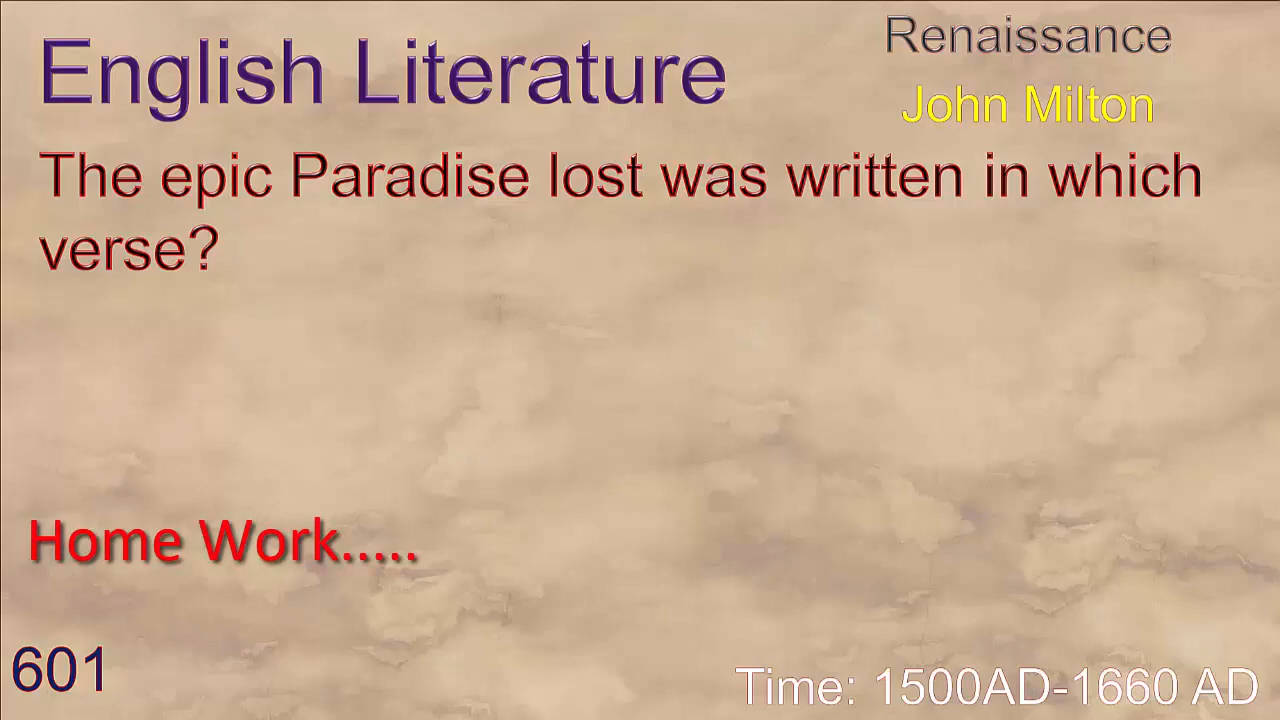 Renaissance
English Literature
John Milton
The epic Paradise lost was written in which
verse?
Home Work.....
601
Time: 1500AD-1660 AD